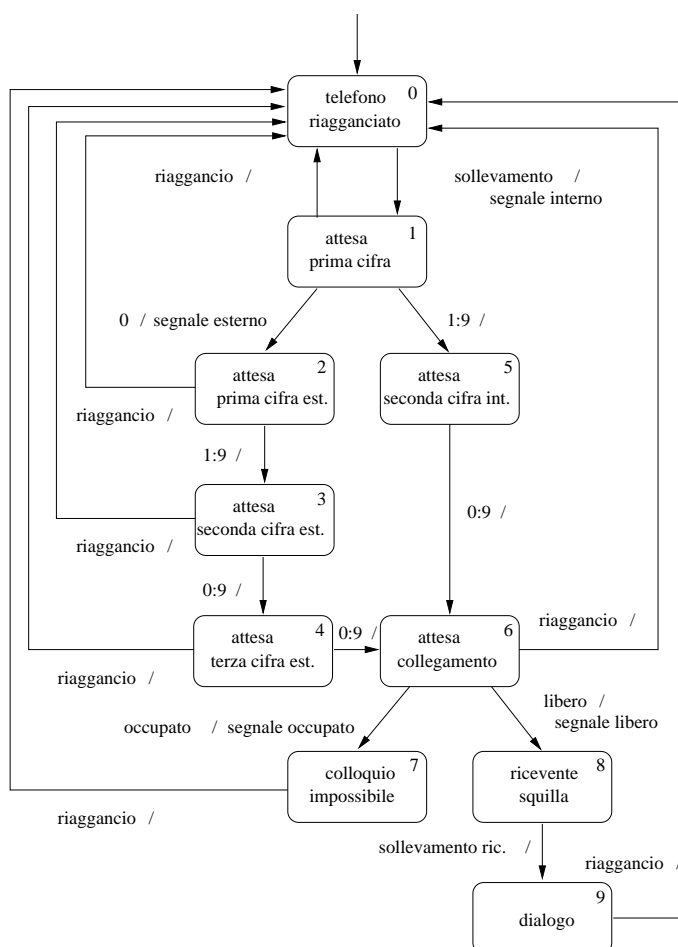 telefono 0
riagganciato
riaggancio /
sollevamento /
segnale interno
attesa 1
prima cifra
0 / segnale esterno
1:9 /
attesa 2
prima cifra est.
attesa 5
seconda cifra int.
riaggancio /
1:9 /
attesa 3
seconda cifra est.
0:9 /
riaggancio /
0:9 /
attesa 4
terza cifra est.
0:9 /
attesa 6
collegamento
riaggancio /
riaggancio /
occupato / segnale occupato
libero /
segnale libero
colloquio 7
impossibile
ricevente 8
squilla
riaggancio /
sollevamento ric. /
riaggancio /
9
dialogo